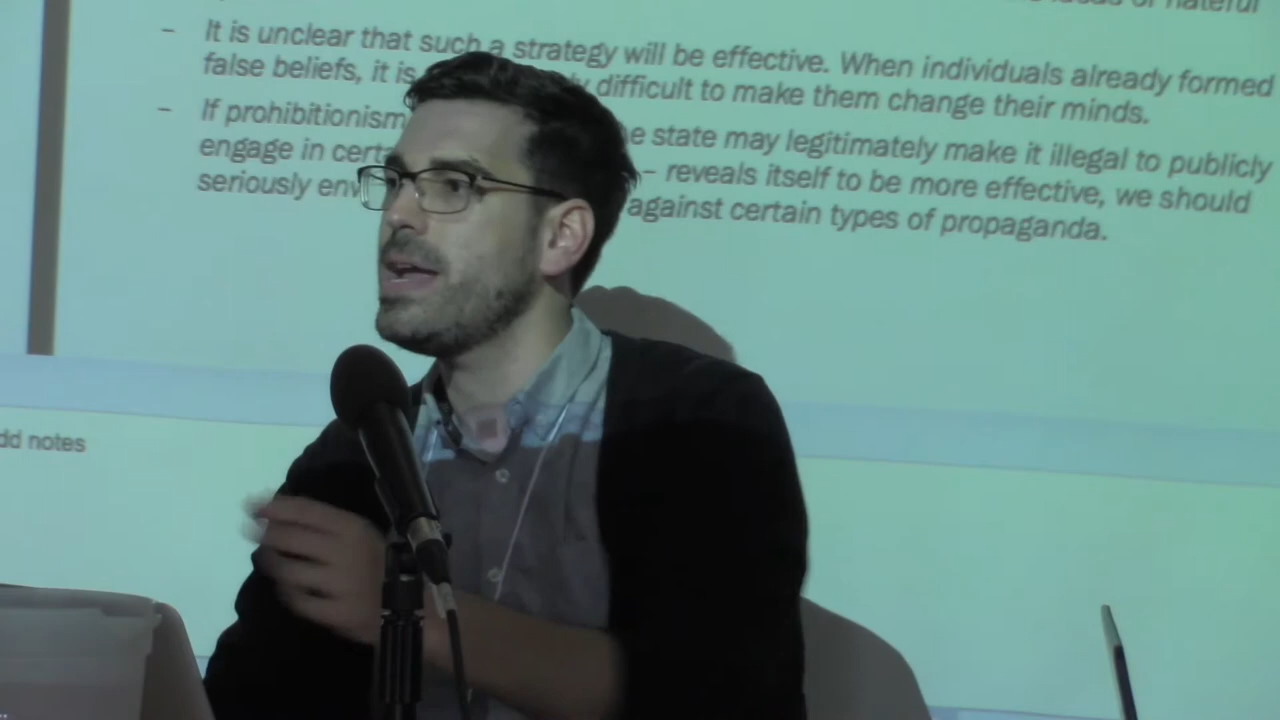 hateful
– It is unclear that such a strategy will be effective. When individuals already formed
false beliefs, it is difficult to make them change their minds.
– If prohibitionism e state may legitimately make it illegal to publicly
engage in certa – reveals itself to be more effective, we should
seriously env against certain types of propaganda.
dd notes